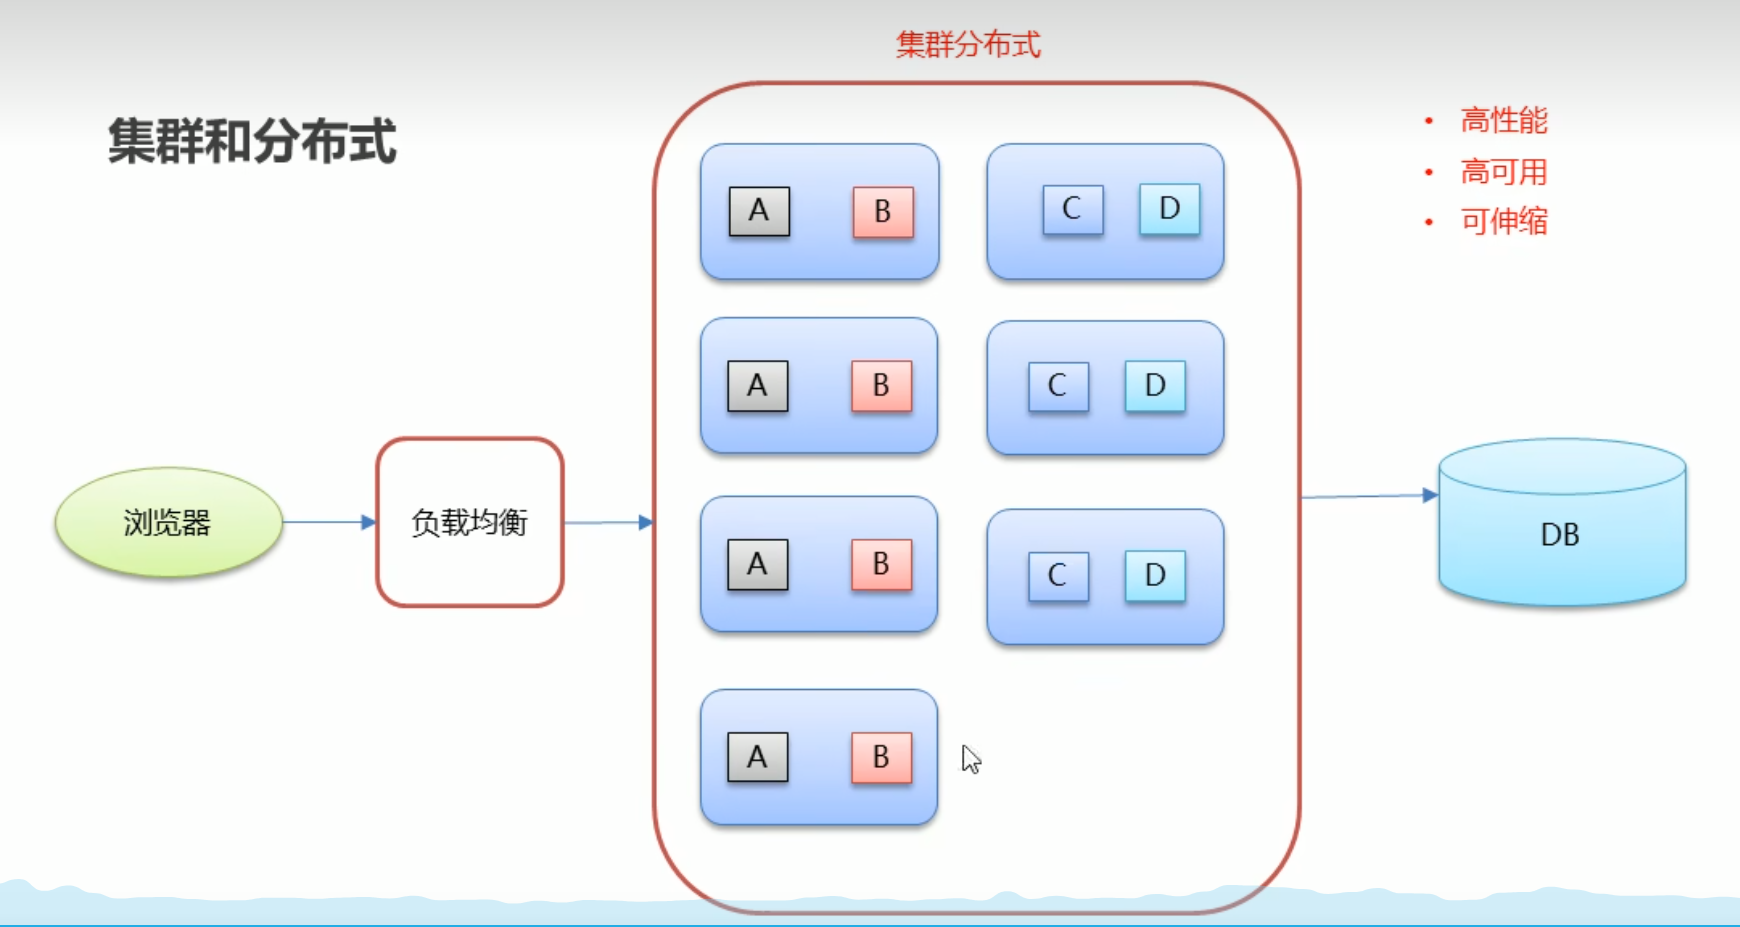 集群分布式
集群和分布式
• 高性能
• 高可用
• 可伸缩
A B C D
A B C D
浏览器
负载均衡
A B C D
DB
A B